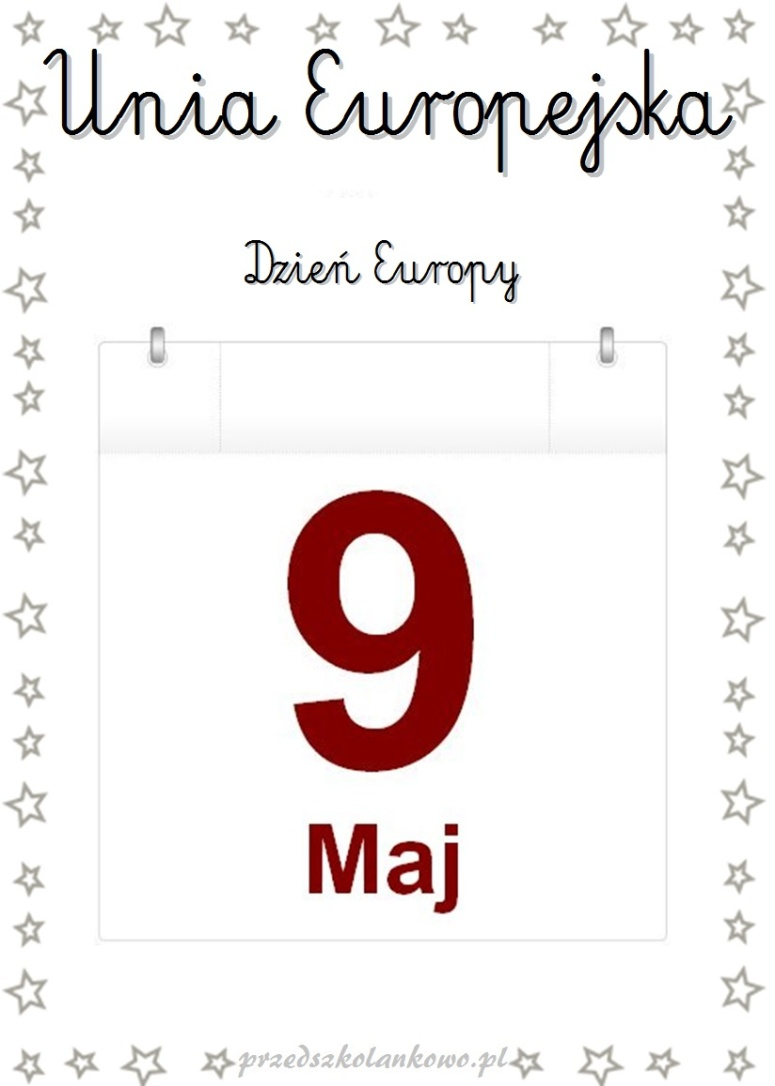 Unia Europejska
Dzień Europy
9
Maj
przedszkolankowo.pl